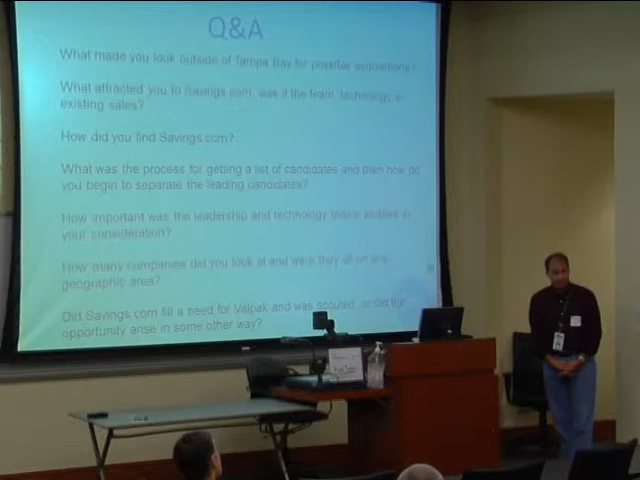 Q&A
What made you look outside of Tampa Bay for possible acquisitions?
What attracted you to Savings.com, was it the team, technology or
existing sales?
How did you find Savings.com?
What was the process for getting a list of candidates and then how do
you begin to separate the leading candidates?
How important was the leadership and technology teams abilities in
your consideration?
How many companies did you look at and were they all on one
geographic area?
Did Savings.com fill a need for Valpak and was scouted, or did the
opportunity arise in some other way?